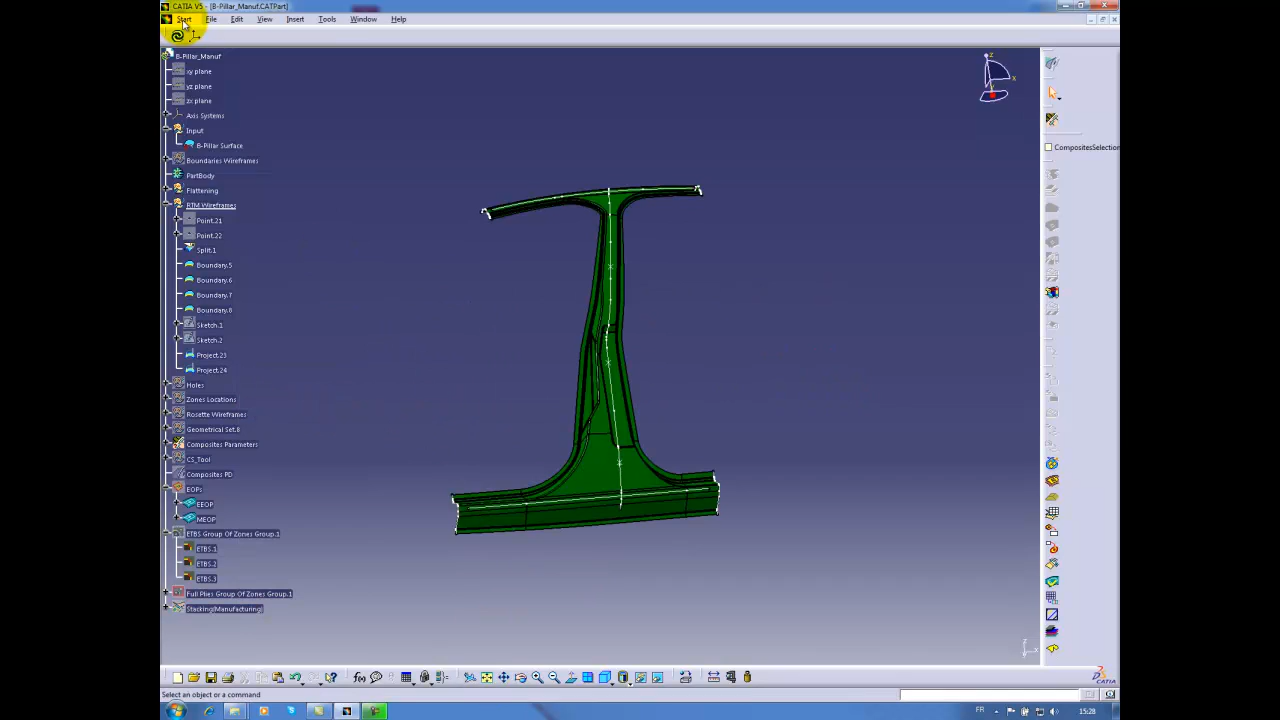 CATIA V5 - [B-Pillar_Manuf.CATPart]
Start File Edit View Insert Tools Window Help
B-Pillar_Manuf
xy plane
yz plane
zx plane
Axis Systems
Input
B-Pillar Surface
Boundaries Wireframes
PartBody
Flattening
RTM Wireframes
Point.21
Point.22
Split.1
Boundary.5
Boundary.6
Boundary.7
Boundary.8
Sketch.1
Sketch.2
Project.23
Project.24
Holes
Zones Locations
Rosette Wireframes
Geometrical Set.8
Composites Parameters
CS_Tool
Composites PD
EOPs
EEOP
MEOP
ETBS Group Of Zones Group.1
ETBS.1
ETBS.2
ETBS.3
Full Plies Group Of Zones Group.1
Stacking(Manufacturing)
z
x
CompositesSelection
z
x
f(x)
CATIA
Select an object or a command
FR
15:28